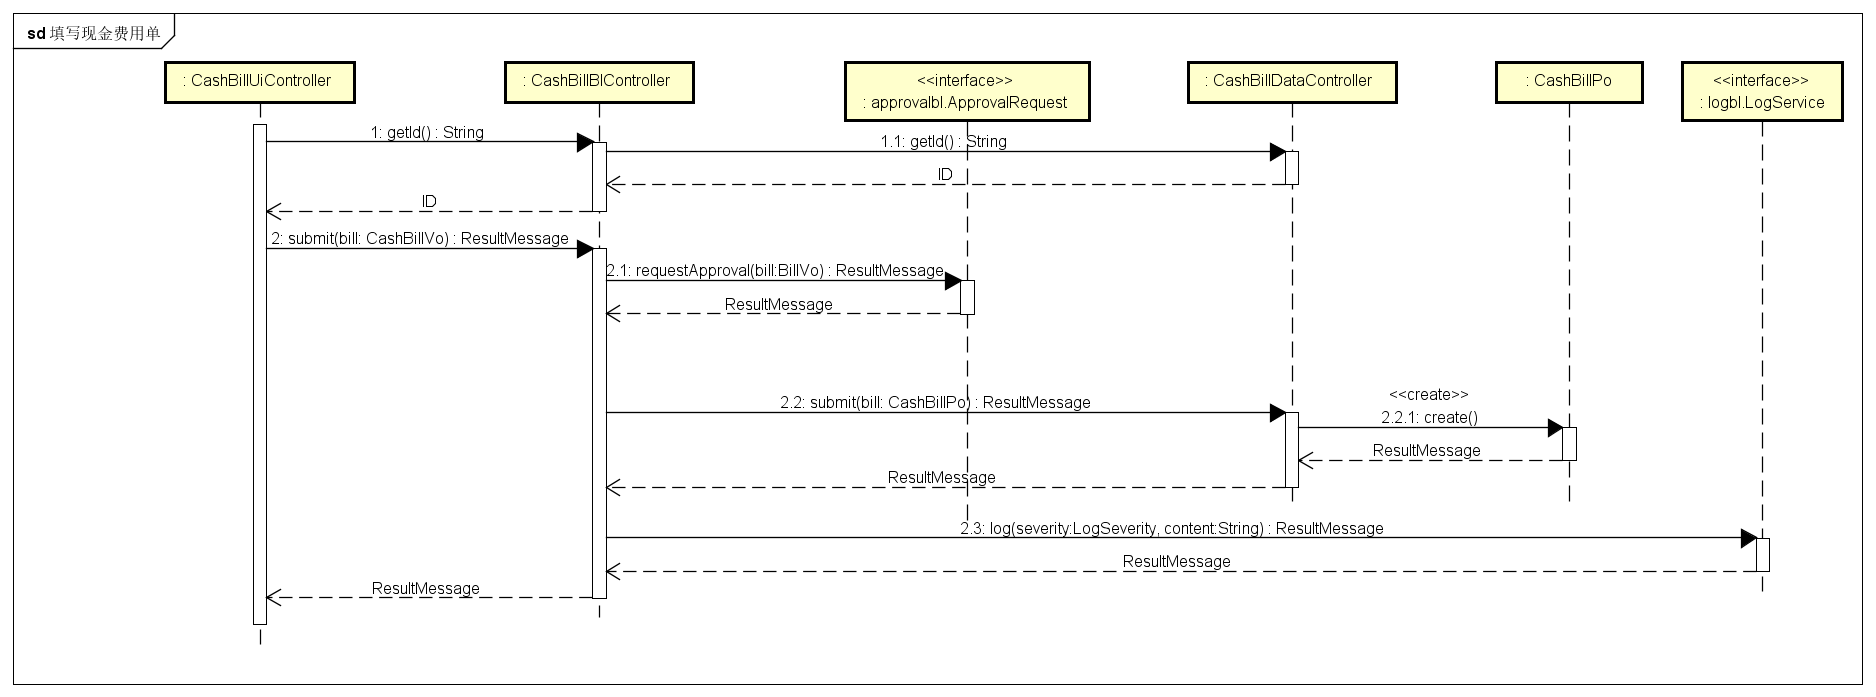 sd 填写现金费用单
: CashBillUiController
: CashBillBlController
<<interface>>
: approvalbl.ApprovalRequest
: CashBillDataController
: CashBillPo
<<interface>>
: logbl.LogService
1: getId() : String
1.1: getId() : String
ID
ID
2: submit(bill: CashBillVo) : ResultMessage
2.1: requestApproval(bill:BillVo) : ResultMessage
ResultMessage
<<create>>
2.2: submit(bill: CashBillPo) : ResultMessage
2.2.1: create()
ResultMessage
ResultMessage
2.3: log(severity:LogSeverity, content:String) : ResultMessage
ResultMessage
ResultMessage